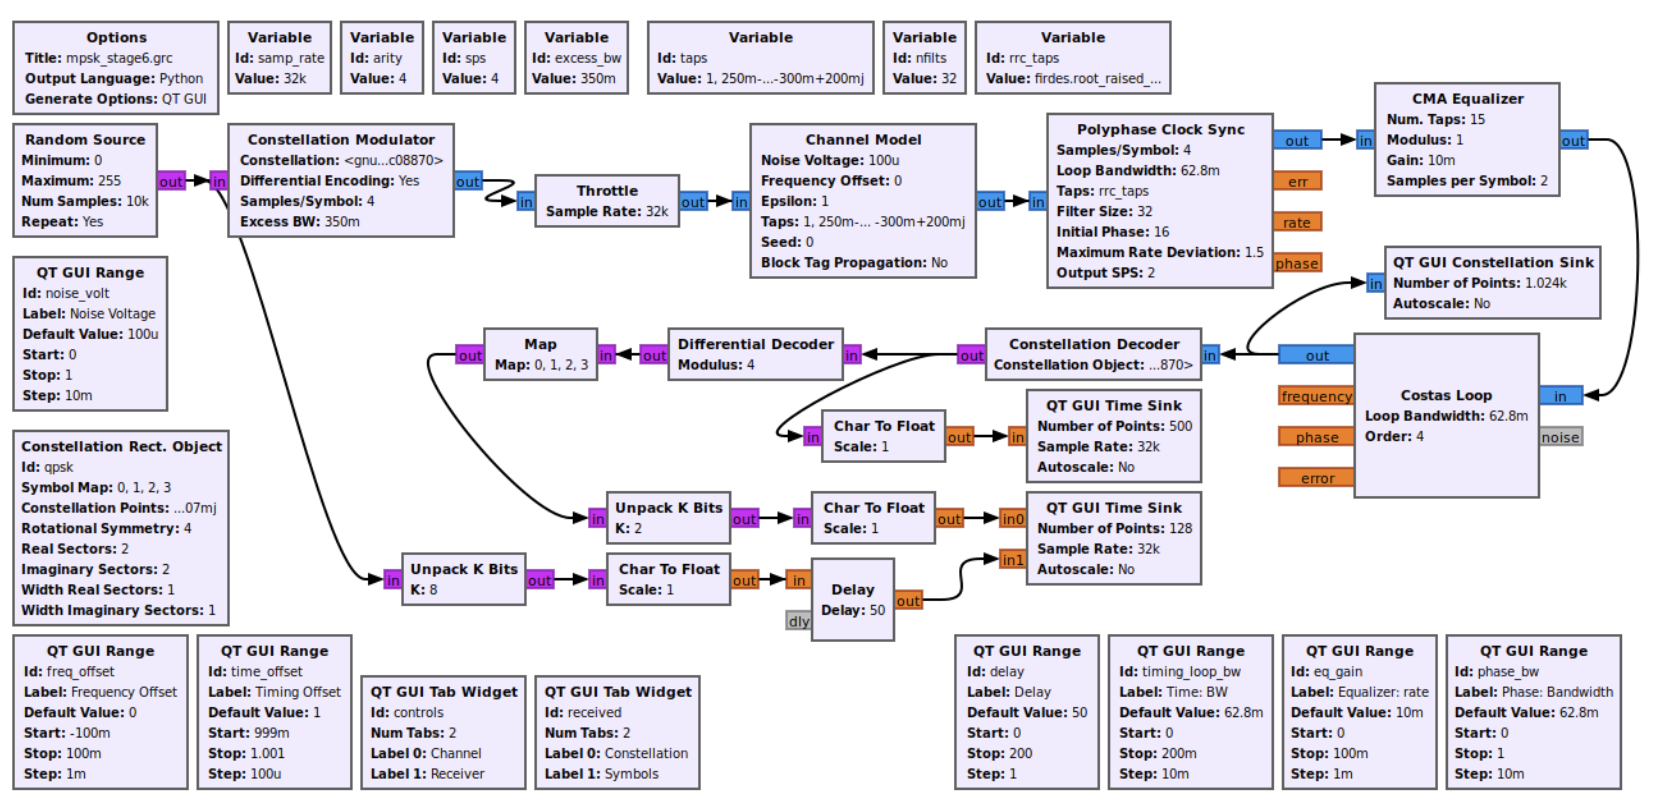 Options
Title: mpsk_stage6.grc
Output Language: Python
Generate Options: QT GUI
Variable
Id: samp_rate
Value: 32k
Variable
Id: arity
Value: 4
Variable
Id: sps
Value: 4
Variable
Id: excess_bw
Value: 350m
Variable
Id: taps
Value: 1, 250m-...-300m+200mj
Variable
Id: nfilts
Value: 32
Variable
Id: rrc_taps
Value: firdes.root_raised_...
Random Source
Minimum: 0
Maximum: 255
Num Samples: 10k
Repeat: Yes
out
in
Constellation Modulator
Constellation: <gnu...c08870>
Differential Encoding: Yes
Samples/Symbol: 4
Excess BW: 350m
out
in
Throttle
Sample Rate: 32k
out
in
Channel Model
Noise Voltage: 100u
Frequency Offset: 0
Epsilon: 1
Taps: 1, 250m-... -300m+200mj
Seed: 0
Block Tag Propagation: No
out
in
Polyphase Clock Sync
Samples/Symbol: 4
Loop Bandwidth: 62.8m
Taps: rrc_taps
Filter Size: 32
Initial Phase: 16
Maximum Rate Deviation: 1.5
Output SPS: 2
out
err
rate
phase
in
CMA Equalizer
Num. Taps: 15
Modulus: 1
Gain: 10m
Samples per Symbol: 2
out
QT GUI Range
Id: noise_volt
Label: Noise Voltage
Default Value: 100u
Start: 0
Stop: 1
Step: 10m
in
QT GUI Constellation Sink
Number of Points: 1.024k
Autoscale: No
out
Map
Map: 0, 1, 2, 3
in
out
Differential Decoder
Modulus: 4
in
out
Constellation Decoder
Constellation Object: ...870>
in
out
frequency
phase
error
Costas Loop
Loop Bandwidth: 62.8m
Order: 4
in
noise
in
Char To Float
Scale: 1
out
in
QT GUI Time Sink
Number of Points: 500
Sample Rate: 32k
Autoscale: No
Constellation Rect. Object
Id: qpsk
Symbol Map: 0, 1, 2, 3
Constellation Points: ...07mj
Rotational Symmetry: 4
Real Sectors: 2
Imaginary Sectors: 2
Width Real Sectors: 1
Width Imaginary Sectors: 1
in
Unpack K Bits
K: 2
out
in
Char To Float
Scale: 1
out
in0
in1
QT GUI Time Sink
Number of Points: 128
Sample Rate: 32k
Autoscale: No
in
Unpack K Bits
K: 8
out
in
Char To Float
Scale: 1
out
in
dly
Delay
Delay: 50
out
QT GUI Range
Id: freq_offset
Label: Frequency Offset
Default Value: 0
Start: -100m
Stop: 100m
Step: 1m
QT GUI Range
Id: time_offset
Label: Timing Offset
Default Value: 1
Start: 999m
Stop: 1.001
Step: 100u
QT GUI Tab Widget
Id: controls
Num Tabs: 2
Label 0: Channel
Label 1: Receiver
QT GUI Tab Widget
Id: received
Num Tabs: 2
Label 0: Constellation
Label 1: Symbols
QT GUI Range
Id: delay
Label: Delay
Default Value: 50
Start: 0
Stop: 200
Step: 1
QT GUI Range
Id: timing_loop_bw
Label: Time: BW
Default Value: 62.8m
Start: 0
Stop: 200m
Step: 10m
QT GUI Range
Id: eq_gain
Label: Equalizer: rate
Default Value: 10m
Start: 0
Stop: 100m
Step: 1m
QT GUI Range
Id: phase_bw
Label: Phase: Bandwidth
Default Value: 62.8m
Start: 0
Stop: 1
Step: 10m